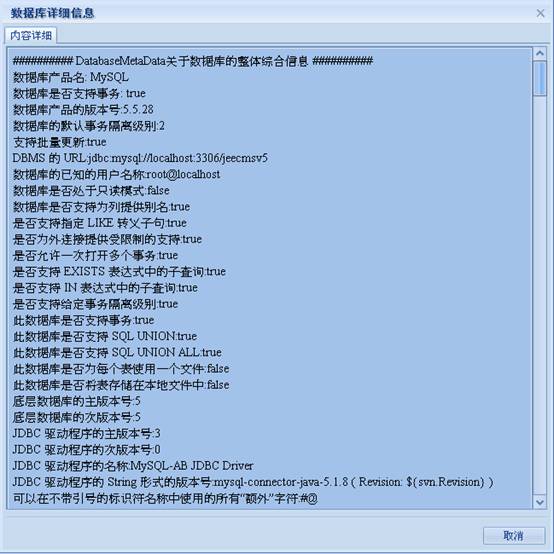 数据库详细信息
内容详细
########## DatabaseMetaData关于数据库的整体综合信息 ##########
数据库产品名: MySQL
数据库是否支持事务: true
数据库产品的版本号:5.5.28
数据库的默认事务隔离级别:2
支持批量更新:true
DBMS 的 URL:jdbc:mysql://localhost:3306/jeecmsv5
数据库的已知的用户名称:root@localhost
数据库是否处于只读模式:false
数据库是否支持为列提供别名:true
是否支持指定 LIKE 转义子句:true
是否为外连接提供受限制的支持:true
是否允许一次打开多个事务:true
是否支持 EXISTS 表达式中的子查询:true
是否支持 IN 表达式中的子查询:true
是否支持给定事务隔离级别:true
此数据库是否支持事务:true
此数据库是否支持 SQL UNION:true
此数据库是否支持 SQL UNION ALL:true
此数据库是否为每个表使用一个文件:false
此数据库是否将表存储在本地文件中:false
底层数据库的主版本号:5
底层数据库的次版本号:5
JDBC 驱动程序的主版本号:3
JDBC 驱动程序的次版本号:0
JDBC 驱动程序的名称:MySQL-AB JDBC Driver
JDBC 驱动程序的 String 形式的版本号:mysql-connector-java-5.1.8 ( Revision: ${svn.Revision} )
可以在不带引号的标识符名称中使用的所有“额外”字符:#@
取消